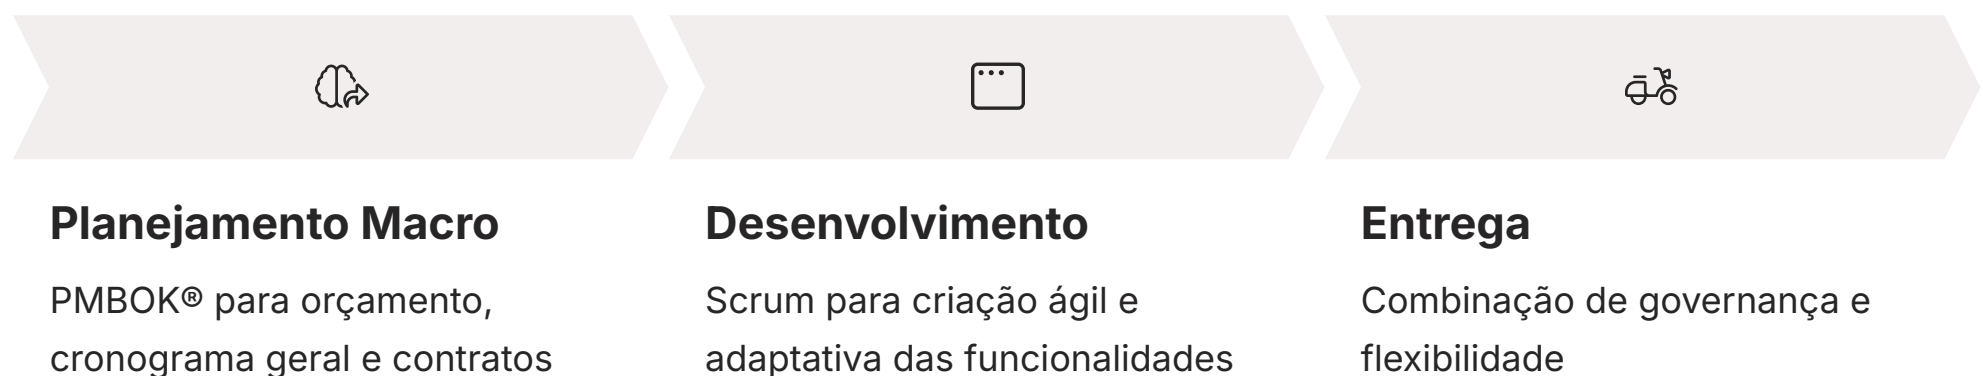 Planejamento Macro
PMBOK® para orçamento,
cronograma geral e contratos
Desenvolvimento
Scrum para criação ágil e
adaptativa das funcionalidades
Entrega
Combinação de governança e
flexibilidade